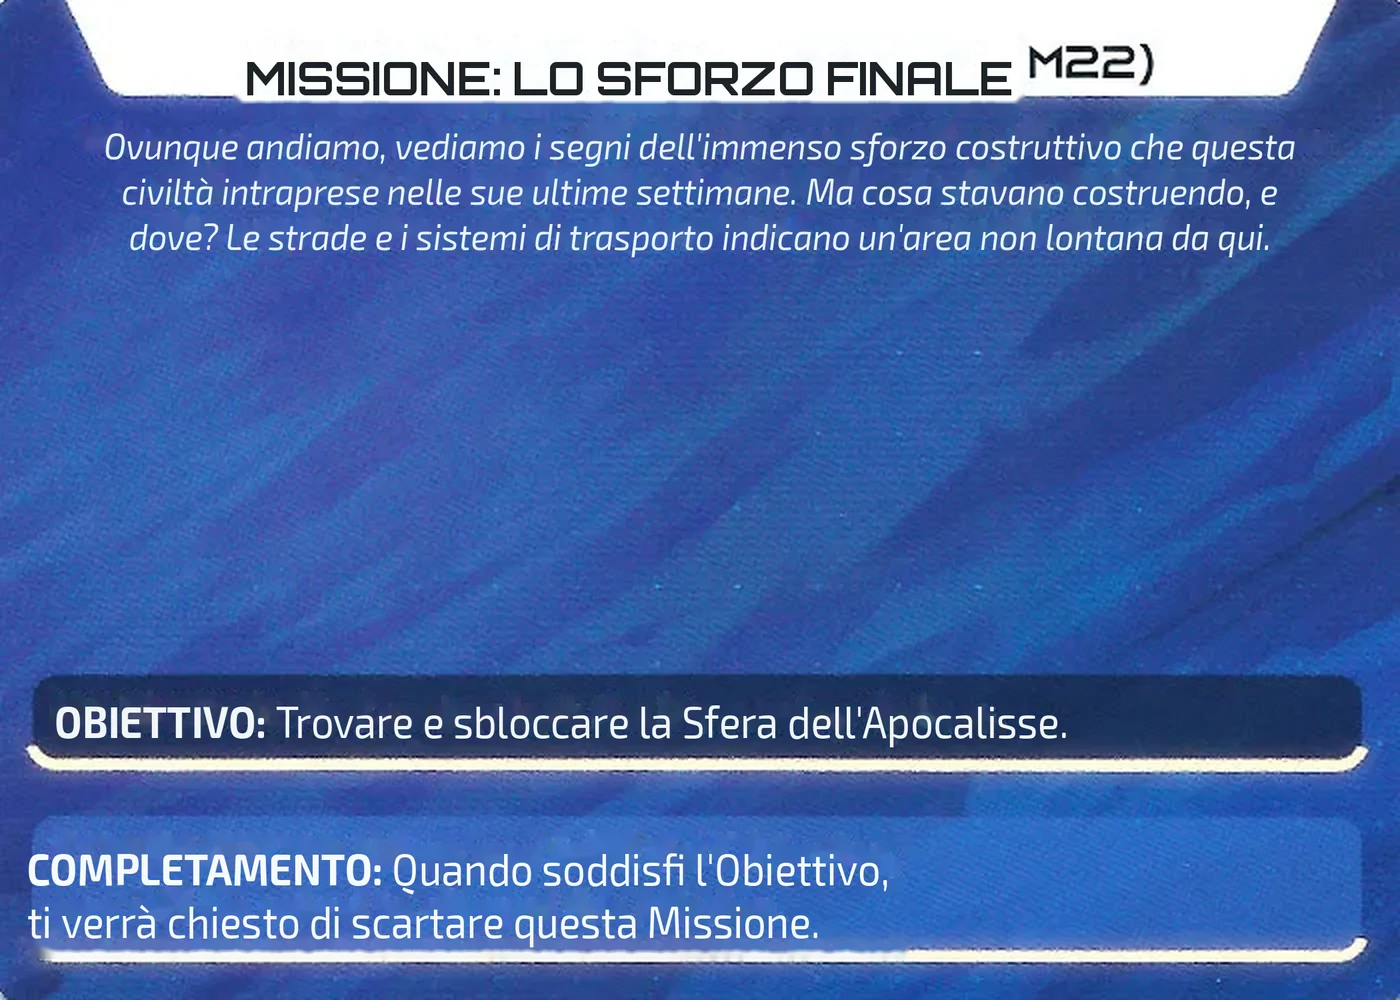 MISSIONE: LO SFORZO FINALE M22)
Ovunque andiamo, vediamo i segni dell'immenso sforzo costruttivo che questa
civiltà intraprese nelle sue ultime settimane. Ma cosa stavano costruendo, e
dove? Le strade e i sistemi di trasporto indicano un'area non lontana da qui.
OBIETTIVO: Trovare e sbloccare la Sfera dell'Apocalisse.
COMPLETAMENTO: Quando soddisfi l'Obiettivo,
ti verrà chiesto di scartare questa Missione.